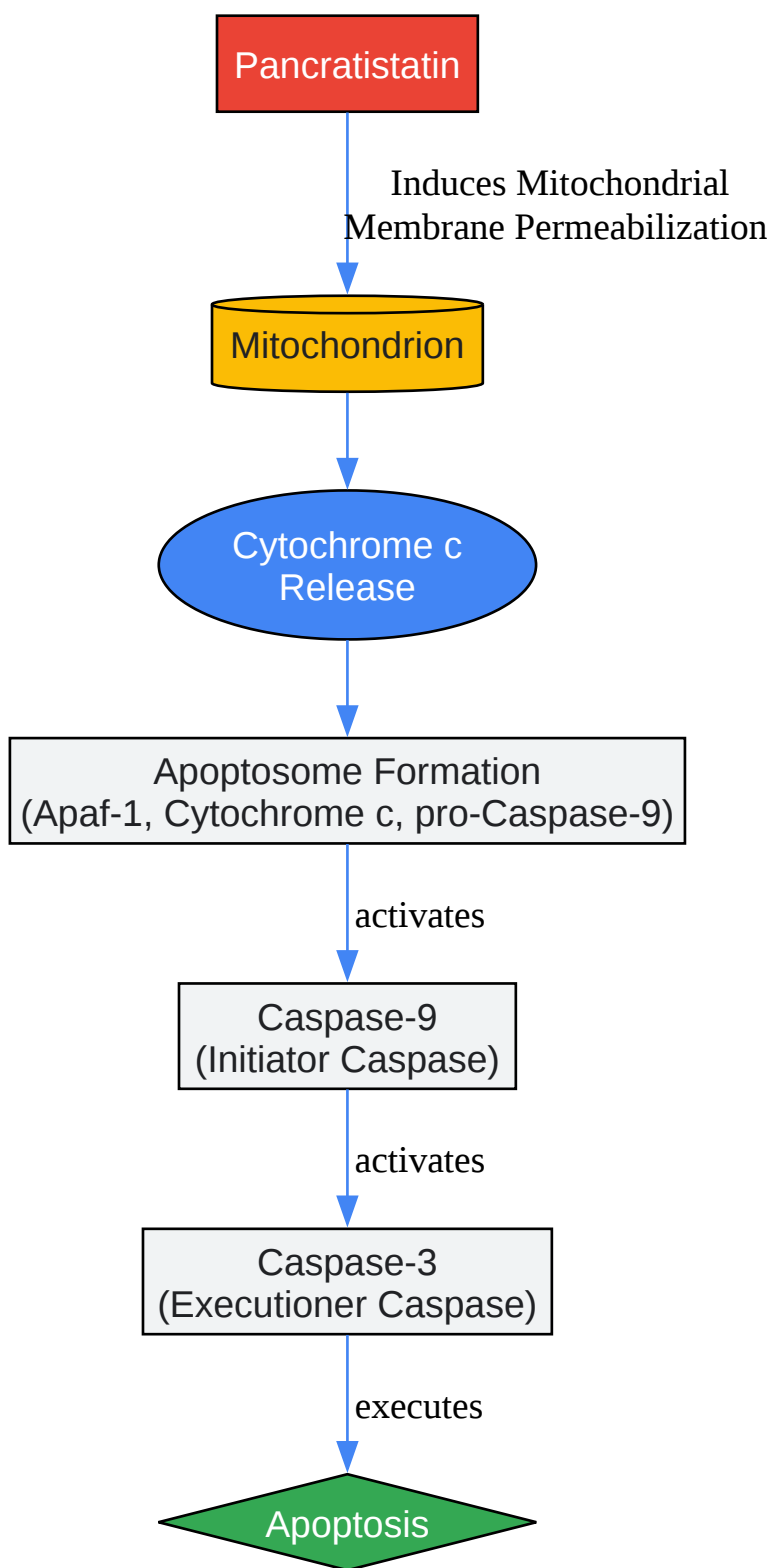 Pancratistatin
Induces Mitochondrial
Membrane Permeabilization
Mitochondrion
Cytochrome c
Release
Apoptosome Formation
(Apaf-1, Cytochrome c, pro-Caspase-9)
activates
Caspase-9
(Initiator Caspase)
activates
Caspase-3
(Executioner Caspase)
executes
Apoptosis